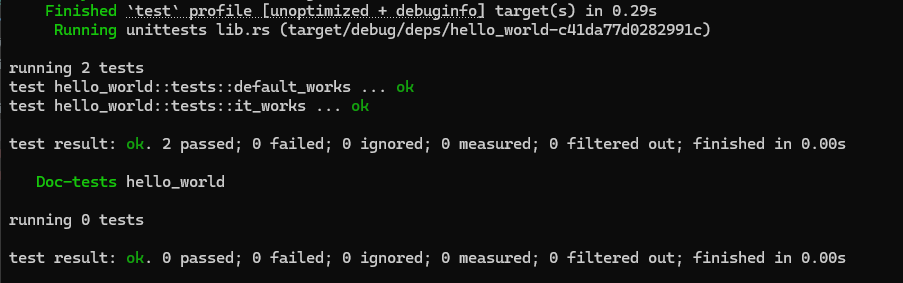 Finished `test` profile [unoptimized + debuginfo] target(s) in 0.29s
Running unittests lib.rs (target/debug/deps/hello_world-c41da77d0282991c)
running 2 tests
test hello_world::tests::default_works ... ok
test hello_world::tests::it_works ... ok
test result: ok. 2 passed; 0 failed; 0 ignored; 0 measured; 0 filtered out; finished in 0.00s
Doc-tests hello_world
running 0 tests
test result: ok. 0 passed; 0 failed; 0 ignored; 0 measured; 0 filtered out; finished in 0.00s